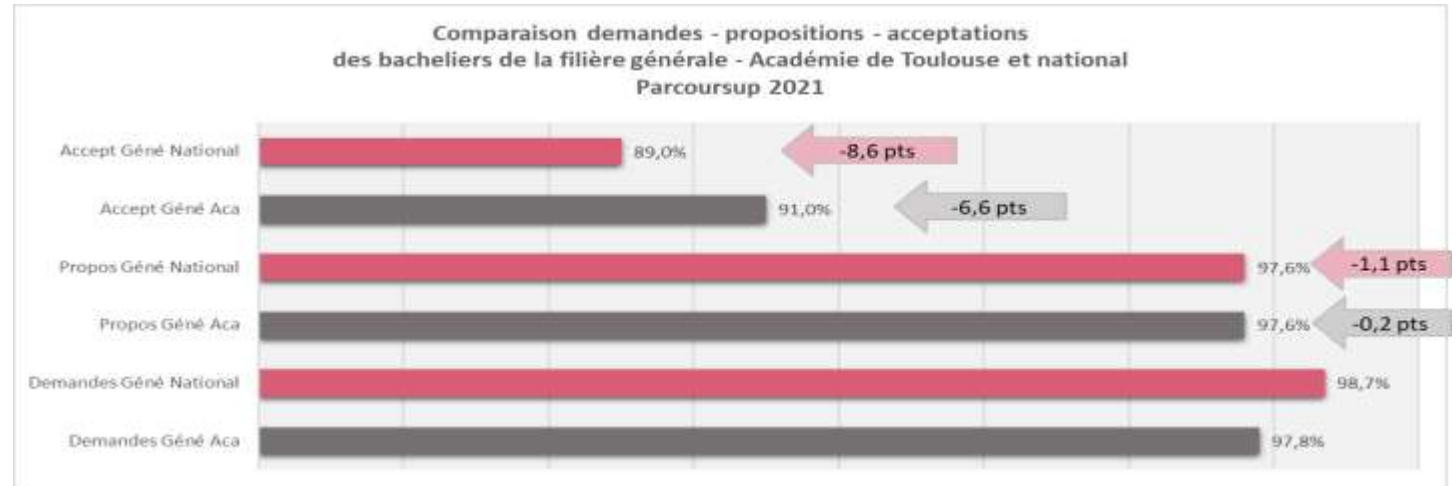 Comparaison demandes - propositions - acceptations
des bacheliers de la filière générale - Académie de Toulouse et national
Parcoursup 2021
Accept Géné National
89,0%
-8,6 pts
Accept Géné Aca
91,0%
-6,6 pts
Propos Géné National
97,6%
-1,1 pts
Propos Géné Aca
97,6%
-0,2 pts
Demandes Géné National
98,7%
Demandes Géné Aca
97,8%